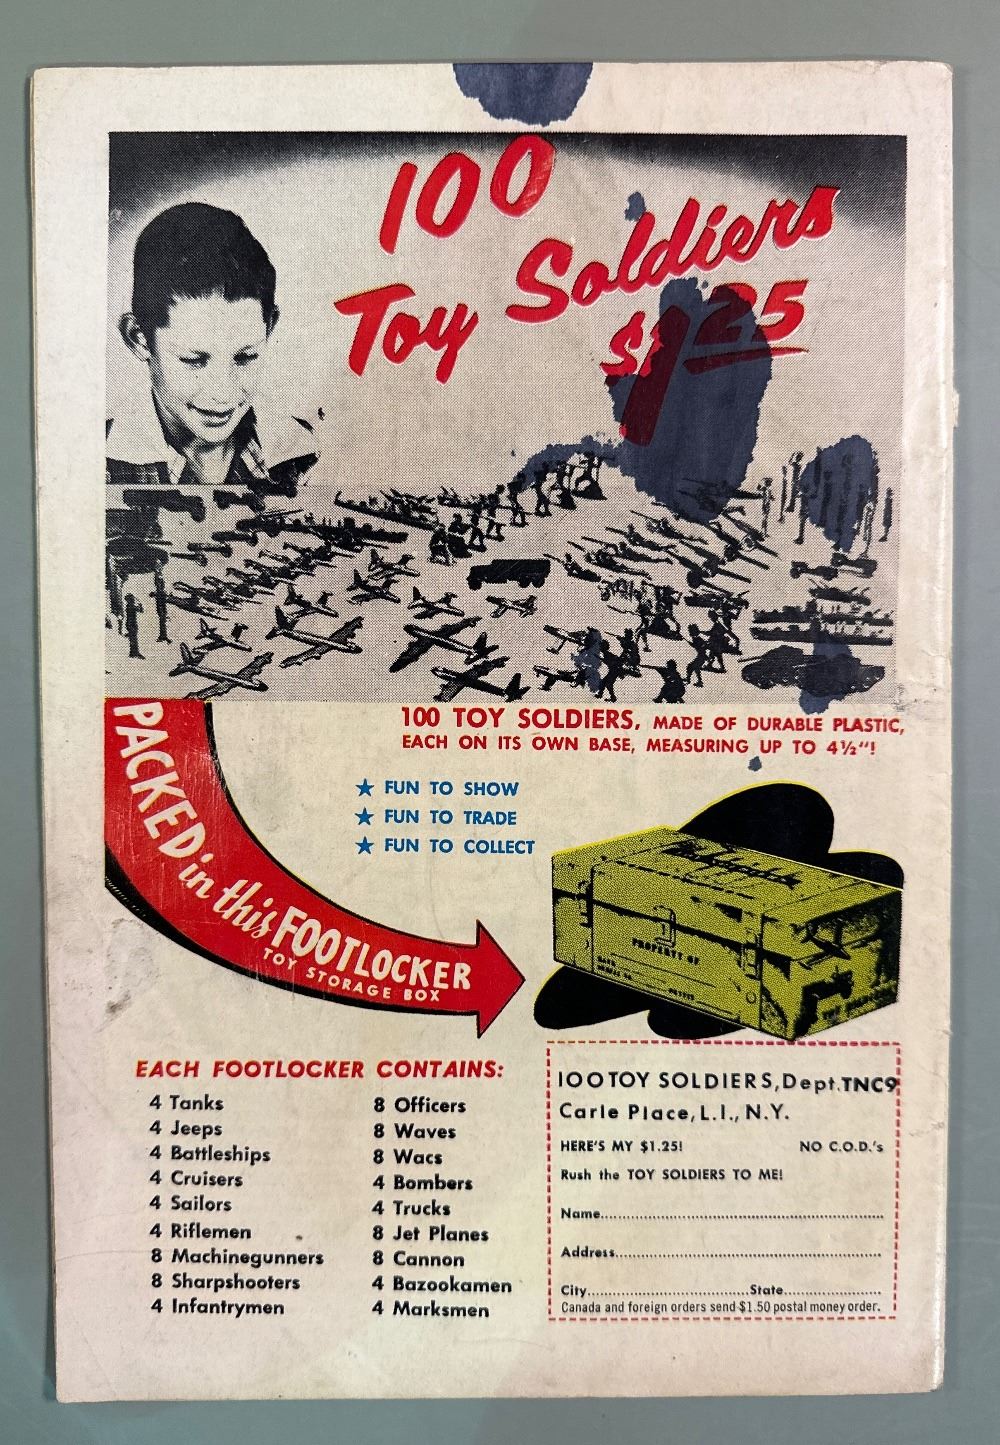 100
Toy Soldiers
$1.25
100 TOY SOLDIERS, MADE OF DURABLE PLASTIC,
EACH ON ITS OWN BASE, MEASURING UP TO 4½"!
★ FUN TO SHOW
★ FUN TO TRADE
★ FUN TO COLLECT
PACKED in this FOOTLOCKER
TOY STORAGE BOX
PROPERTY OF
EACH FOOTLOCKER CONTAINS:
4 Tanks
4 Jeeps
4 Battleships
4 Cruisers
4 Sailors
4 Riflemen
8 Machinegunners
8 Sharpshooters
4 Infantrymen
8 Officers
8 Waves
8 Wacs
4 Bombers
4 Trucks
8 Jet Planes
8 Cannon
4 Bazookamen
4 Marksmen
100 TOY SOLDIERS, Dept. TNC9
Carle Place, L.I., N.Y.
HERE'S MY $1.25! NO C.O.D.'s
Rush the TOY SOLDIERS TO ME!
Name
Address
City State
Canada and foreign orders send $1.50 postal money order.